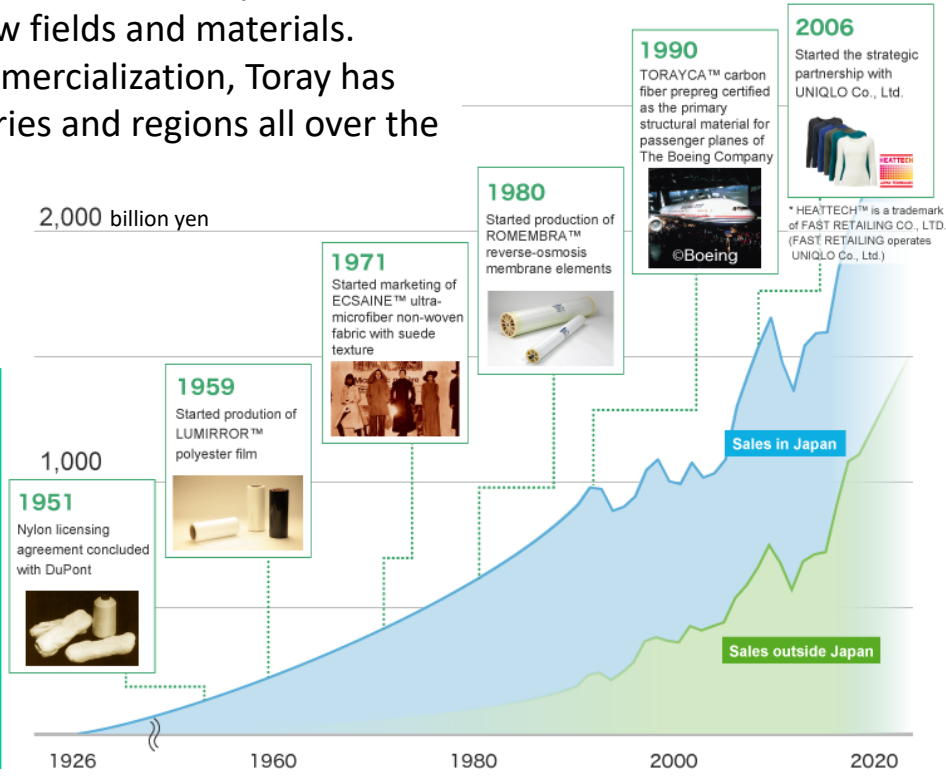 w fields and materials.
mercialization, Toray has
ries and regions all over the
2,000 billion yen
1,000
1951
Nylon licensing
agreement concluded
with DuPont
1959
Started prodution of
LUMIRROR™
polyester film
1971
Started marketing of
ECSAINE™ ultra-
microfiber non-woven
fabric with suede
texture
1980
Started production of
ROMEMBRA™
reverse-osmosis
membrane elements
1990
TORAYCA™ carbon
fiber prepreg certified
as the primary
structural material for
passenger planes of
The Boeing Company
©Boeing
2006
Started the strategic
partnership with
UNIQLO Co., Ltd.
HEATTECH
* HEATTECH™ is a trademark
of FAST RETAILING CO., LTD.
(FAST RETAILING operates
UNIQLO Co., Ltd.)
Sales in Japan
Sales outside Japan
1926
1960
1980
2000
2020